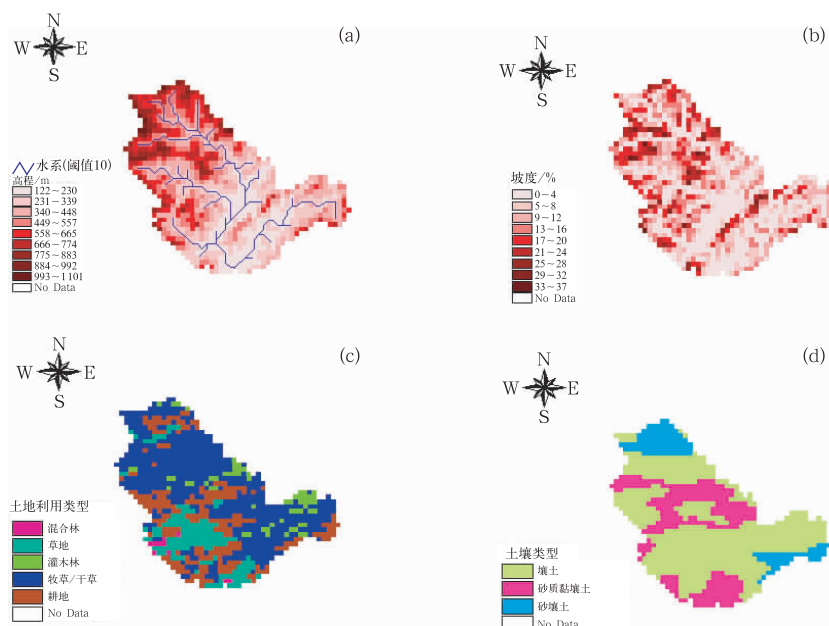 (a)
N
W E
S
水系(阈值10)
高程/m
122～230
231～339
340～448
449～557
558～665
666～774
775～883
884～992
993～1101
No Data
(b)
N
W E
S
坡度/%
0～4
5～8
9～12
13～16
17～20
21～24
25～28
29～32
33～37
No Data
(c)
N
W E
S
土地利用类型
混合林
草地
灌木林
牧草/干草
耕地
No Data
(d)
N
W E
S
土壤类型
壤土
砂质黏壤土
砂壤土
No Data